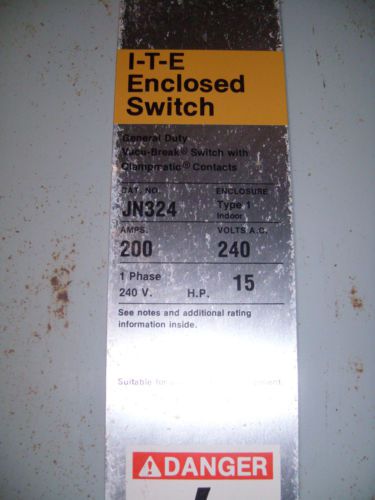 I-T-E
Enclosed
Switch
General Duty
Vacu-Break® Switch with
Clampmatic® Contacts
CAT. NO. ENCLOSURE
JN324 Type 1
Indoor
AMPS. VOLTS A.C.
200 240
1 Phase
240 V. H.P. 15
See notes and additional rating
information inside.
Suitable for
DANGER